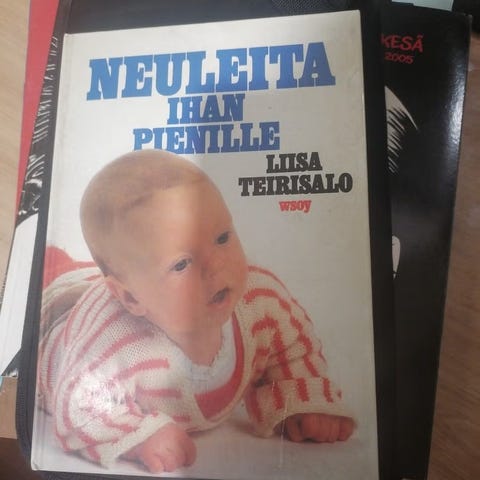 NEULEITA
IHAN
PIENILLE
LIISA
TEIRISALO
wsoy
KESÄ
2005